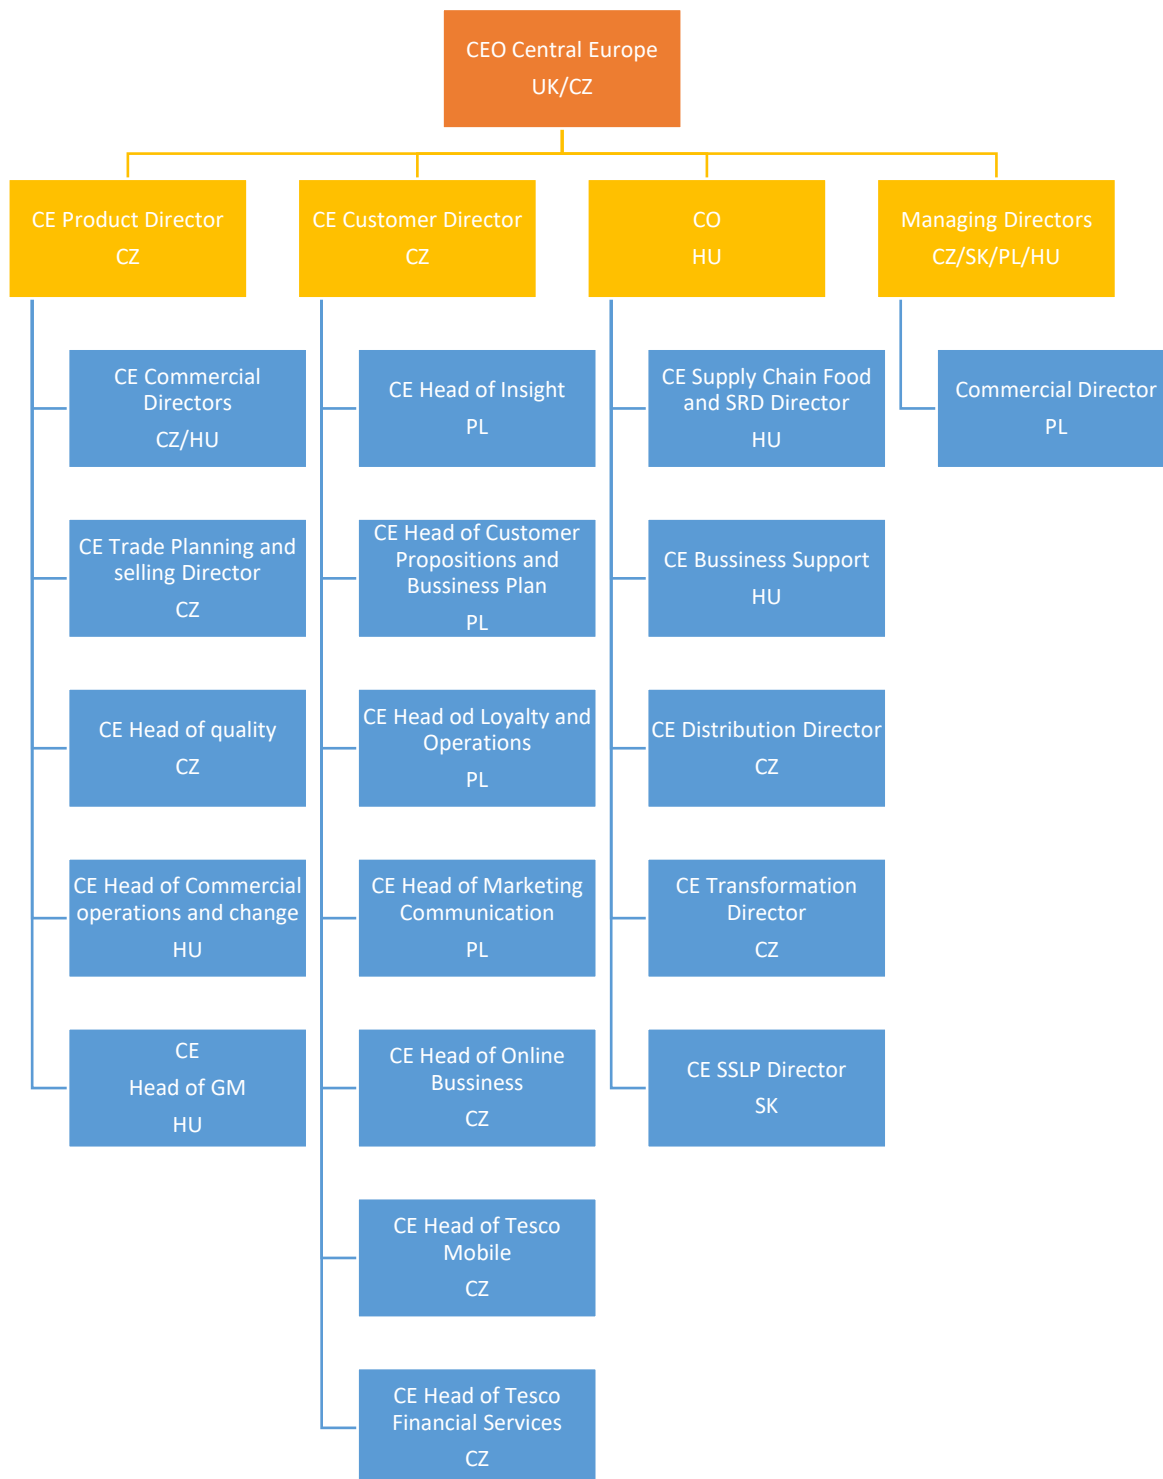 CEO Central Europe
UK/CZ
CE Product Director
CZ
CE Customer Director
CZ
CO
HU
Managing Directors
CZ/SK/PL/HU
CE Commercial
Directors
CZ/HU
CE Trade Planning and
selling Director
CZ
CE Head of quality
CZ
CE Head of Commercial
operations and change
HU
CE
Head of GM
HU
CE Head of Insight
PL
CE Head of Customer
Propositions and
Bussiness Plan
PL
CE Head od Loyalty and
Operations
PL
CE Head of Marketing
Communication
PL
CE Head of Online
Bussiness
CZ
CE Head of Tesco
Mobile
CZ
CE Head of Tesco
Financial Services
CZ
CE Supply Chain Food
and SRD Director
HU
CE Bussiness Support
HU
CE Distribution Director
CZ
CE Transformation
Director
CZ
CE SSLP Director
SK
Commercial Director
PL